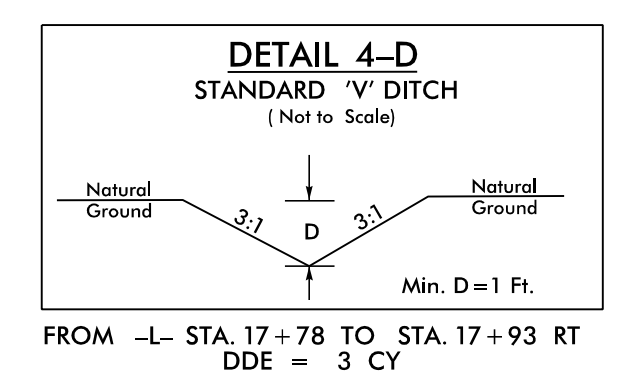 DETAIL 4-D
STANDARD 'V' DITCH
( Not to Scale)
Natural
Ground
3:1
D
3:1
Natural
Ground
Min. D=1 Ft.
FROM -L- STA. 17+78 TO STA. 17+93 RT
DDE = 3 CY